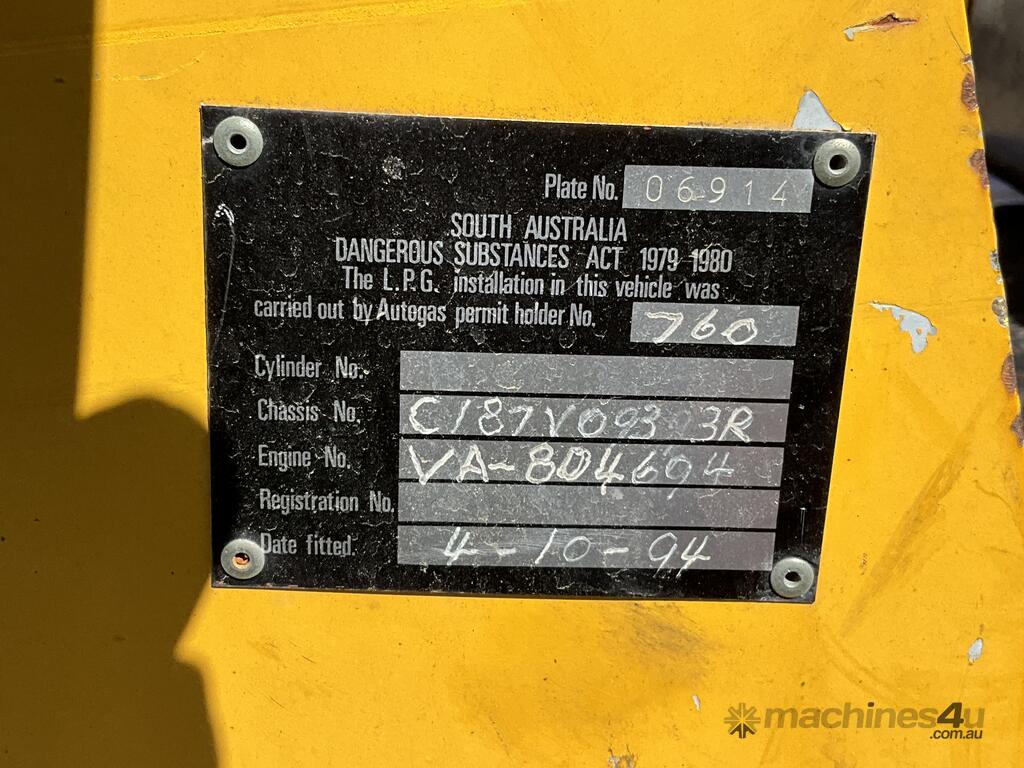 Plate No. 06914
SOUTH AUSTRALIA
DANGEROUS SUBSTANCES ACT 1979-1980
The L.P.G. installation in this vehicle was
carried out by Autogas permit holder No. 760
Cylinder No.
Chassis No. C187V09393R
Engine No. VA-804694
Registration No.
Date fitted. 4-10-94
machines4u
.com.au